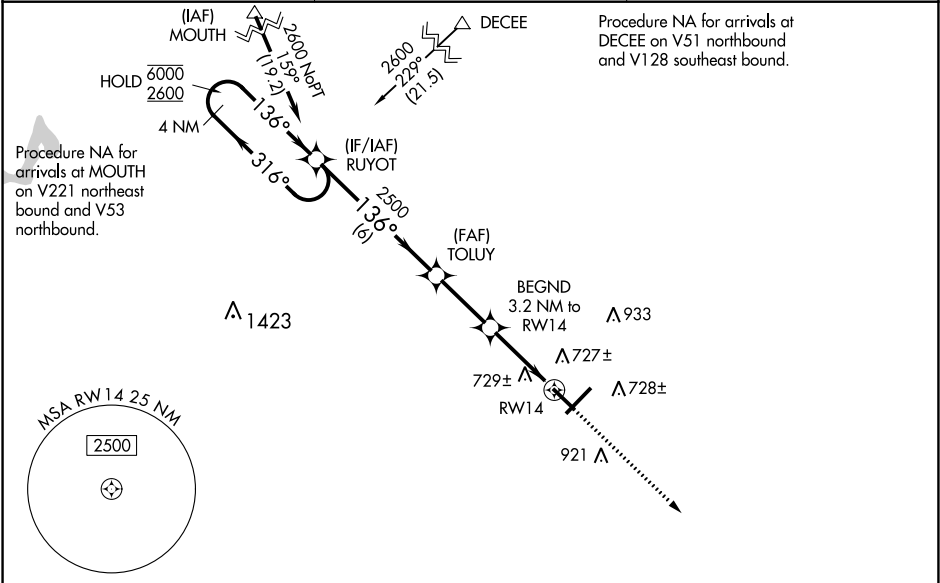 (IAF)
MOUTH
2600 NoPT
159°
(19.2)
DECEE
2600
229°
(21.5)
Procedure NA for arrivals at
DECEE on V51 northbound
and V128 southeast bound.
HOLD
6000
2600
4 NM
136°
316°
(IF/IAF)
RUYOT
Procedure NA for
arrivals at MOUTH
on V221 northeast
bound and V53
northbound.
2500
136°
(6)
(FAF)
TOLUY
BEGND
3.2 NM to
RW14
1423
933
727±
729±
728±
RW14
921
MSA RW14 25 NM
2500